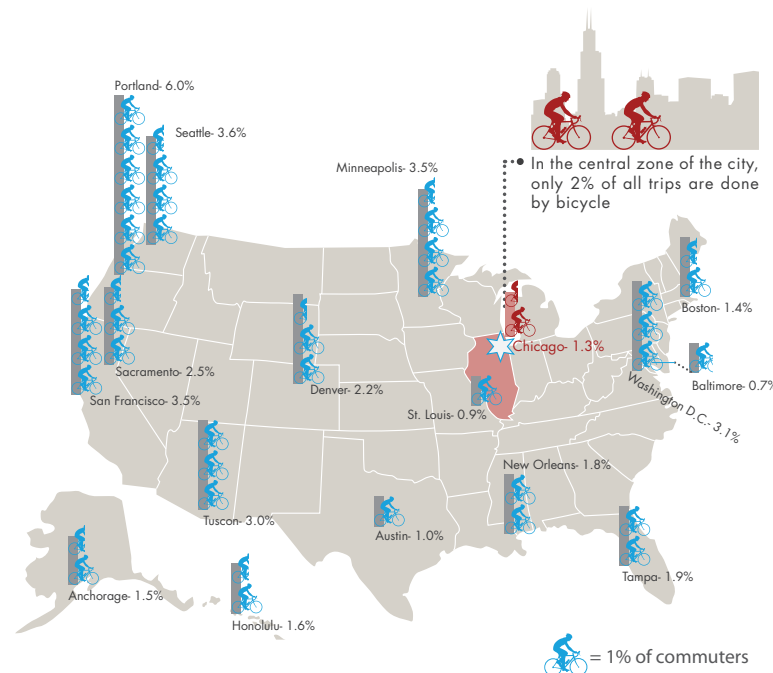 Portland- 6.0%
Seattle- 3.6%
Minneapolis- 3.5%
In the central zone of the city,
only 2% of all trips are done
by bicycle
Boston- 1.4%
Chicago- 1.3%
Sacramento- 2.5%
Baltimore- 0.7%
Denver- 2.2%
San Francisco- 3.5%
Washington D.C.- 3.1%
St. Louis- 0.9%
New Orleans- 1.8%
Tuscon- 3.0%
Austin- 1.0%
Tampa- 1.9%
Anchorage- 1.5%
Honolulu- 1.6%
= 1% of commuters